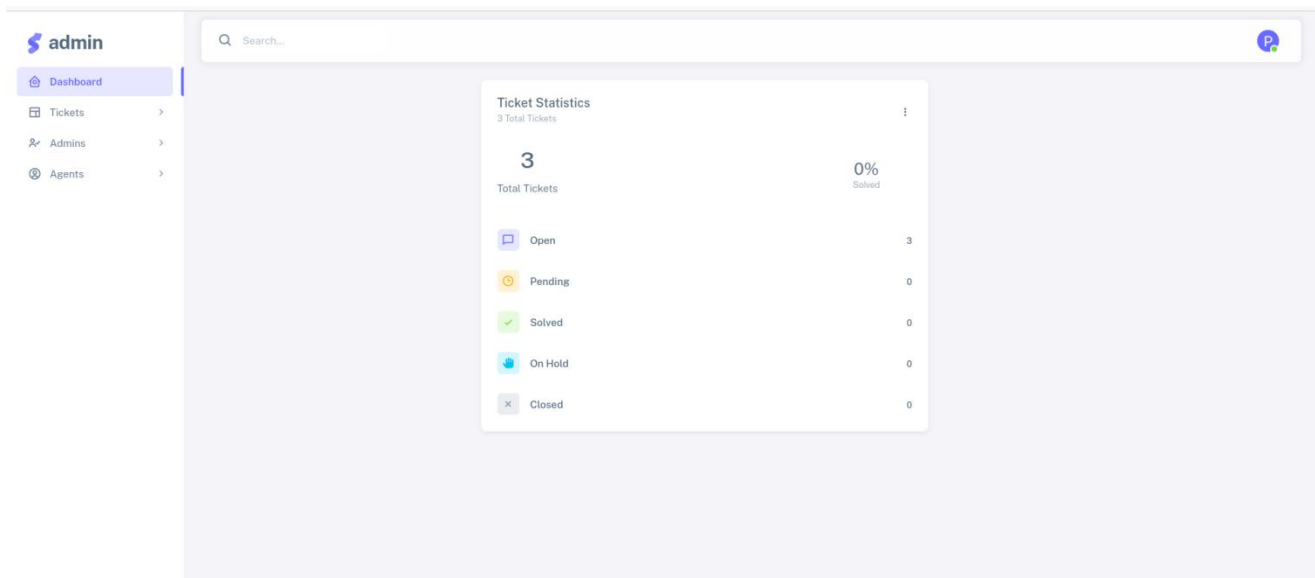 admin
Dashboard
Tickets
Admins
Agents
Search...
P
Ticket Statistics
3 Total Tickets
3
Total Tickets
0%
Solved
Open 3
Pending 0
Solved 0
On Hold 0
Closed 0